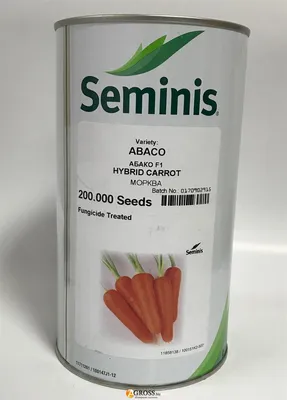 Seminis
Variety:
ABACO
АБАКО F1
HYBRID CARROT
МОРКВА
Batch No.
200.000 Seeds
Fungicide Treated
Seminis
GROSS